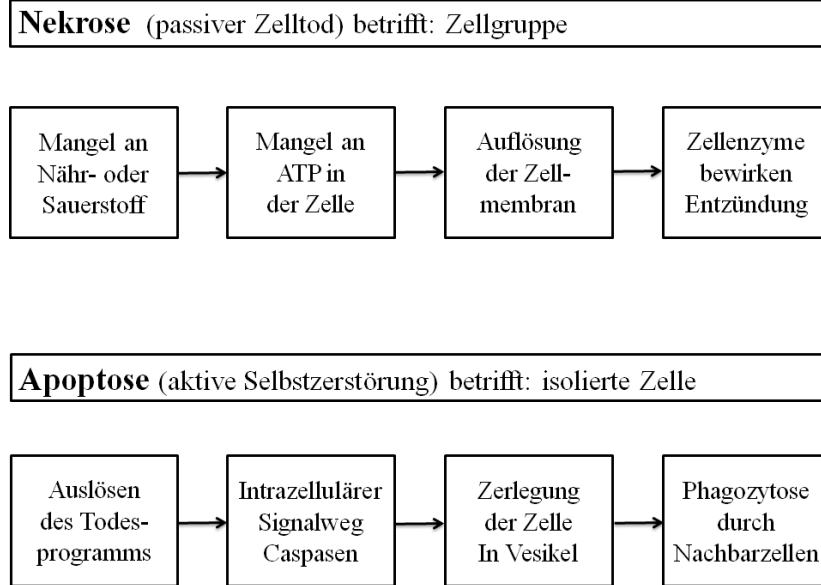 Nekrose (passiver Zelltod) betrifft: Zellgruppe
Mangel an
Nähr- oder
Sauerstoff
Mangel an
ATP in
der Zelle
Auflösung
der Zell-
membran
Zellenzyme
bewirken
Entzündung
Apoptose (aktive Selbstzerstörung) betrifft: isolierte Zelle
Auslösen
des Todes-
programms
Intrazellulärer
Signalweg
Caspasen
Zerlegung
der Zelle
In Vesikel
Phagozytose
durch
Nachbarzellen